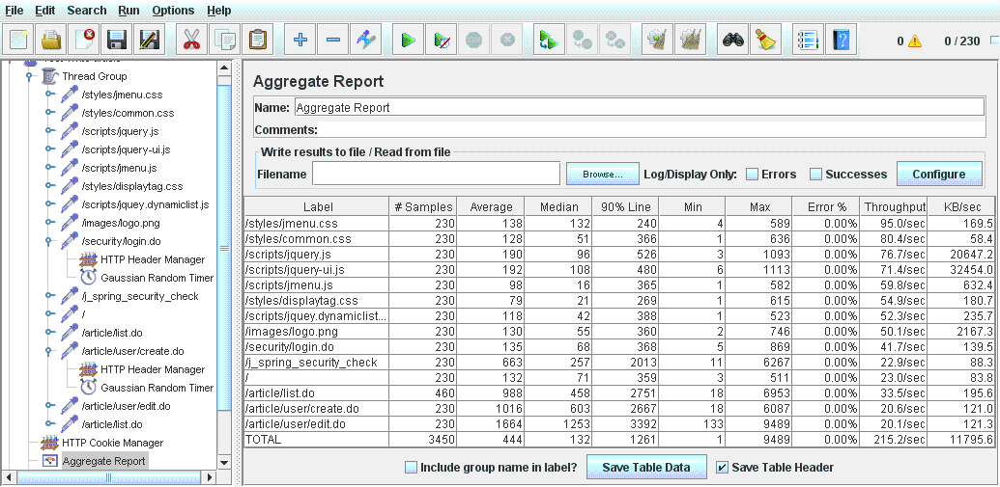 File Edit Search Run Options Help
0 0 / 230
Thread Group
/styles/jmenu.css
/styles/common.css
/scripts/jquery.js
/scripts/jquery-ui.js
/scripts/jmenu.js
/styles/displaytag.css
/scripts/jquey.dynamiclist.js
/images/logo.png
/security/login.do
HTTP Header Manager
Gaussian Random Timer
/j_spring_security_check
/
/article/list.do
/article/user/create.do
HTTP Header Manager
Gaussian Random Timer
/article/user/edit.do
/article/list.do
HTTP Cookie Manager
Aggregate Report
Aggregate Report
Name: Aggregate Report
Comments:
Write results to file / Read from file
Filename Browse... Log/Display Only: Errors Successes Configure
Label # Samples Average Median 90% Line Min Max Error % Throughput KB/sec
/styles/jmenu.css 230 138 132 240 4 589 0.00% 95.0/sec 169.5
/styles/common.css 230 128 51 366 1 636 0.00% 80.4/sec 58.4
/scripts/jquery.js 230 190 96 526 3 1093 0.00% 76.7/sec 20647.2
/scripts/jquery-ui.js 230 192 108 480 6 1113 0.00% 71.4/sec 32454.0
/scripts/jmenu.js 230 98 16 365 1 582 0.00% 59.8/sec 632.4
/styles/displaytag.css 230 79 21 269 1 615 0.00% 54.9/sec 180.7
/scripts/jquey.dynamiclist... 230 118 42 388 1 523 0.00% 52.3/sec 235.7
/images/logo.png 230 130 55 360 2 746 0.00% 50.1/sec 2167.3
/security/login.do 230 135 68 368 5 869 0.00% 41.7/sec 139.5
/j_spring_security_check 230 663 257 2013 11 6267 0.00% 22.9/sec 88.3
/ 230 132 71 359 3 511 0.00% 23.0/sec 83.8
/article/list.do 460 988 458 2751 18 6953 0.00% 33.5/sec 195.6
/article/user/create.do 230 1016 603 2667 18 6087 0.00% 20.6/sec 121.0
/article/user/edit.do 230 1664 1253 3392 133 9489 0.00% 20.1/sec 121.3
TOTAL 3450 444 132 1261 1 9489 0.00% 215.2/sec 11795.6
Include group name in label? Save Table Data Save Table Header